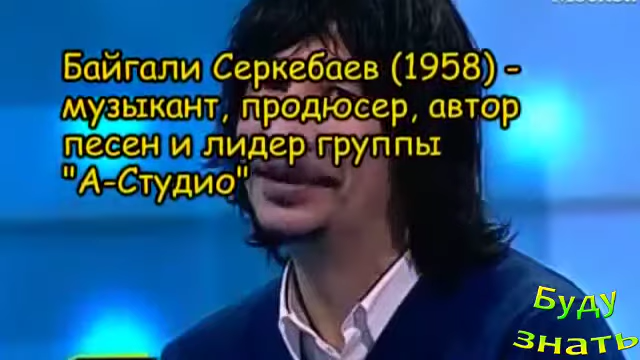 Байгали Серкебаев (1958) -
музыкант, продюсер, автор
песен и лидер группы
"А-Студио"
Буду
знать